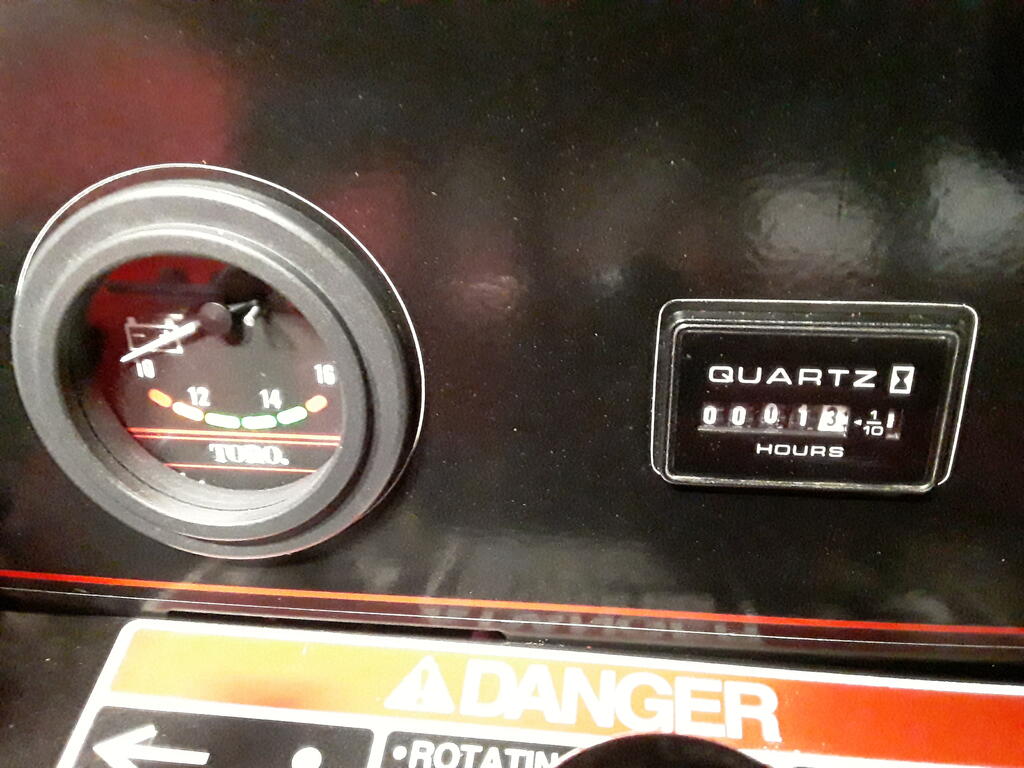 10 12 14 16
TORO.
QUARTZ
0 0 0 1 3 1/10
HOURS
DANGER
•ROTATIN